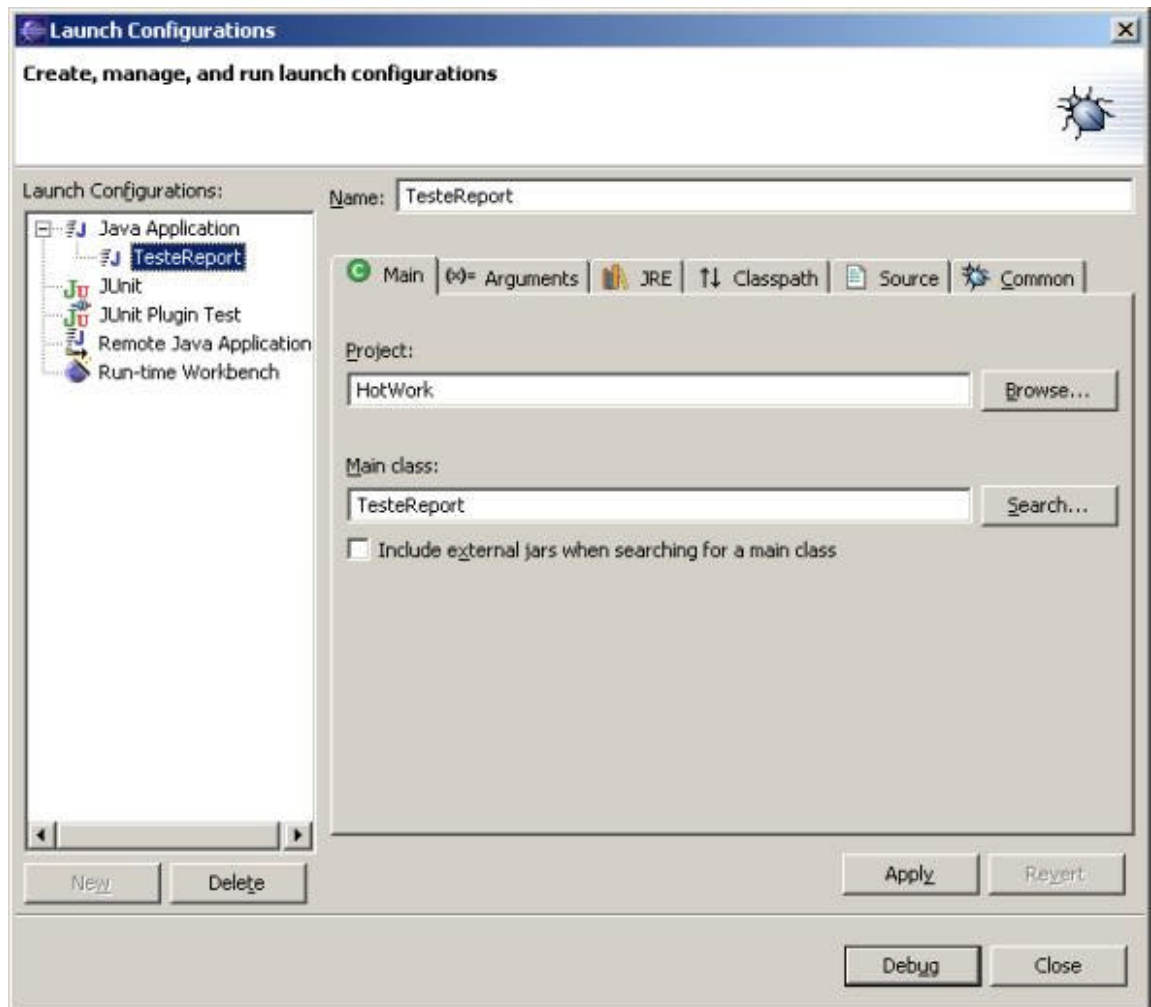 Launch Configurations
Create, manage, and run launch configurations
Launch Configurations:
Java Application
TesteReport
JUnit
JUnit Plugin Test
Remote Java Application
Run-time Workbench
New
Delete
Name: TesteReport
Main (x)= Arguments JRE Classpath Source Common
Project:
HotWork
Browse...
Main class:
TesteReport
Search...
Include external jars when searching for a main class
Apply
Revert
Debug
Close